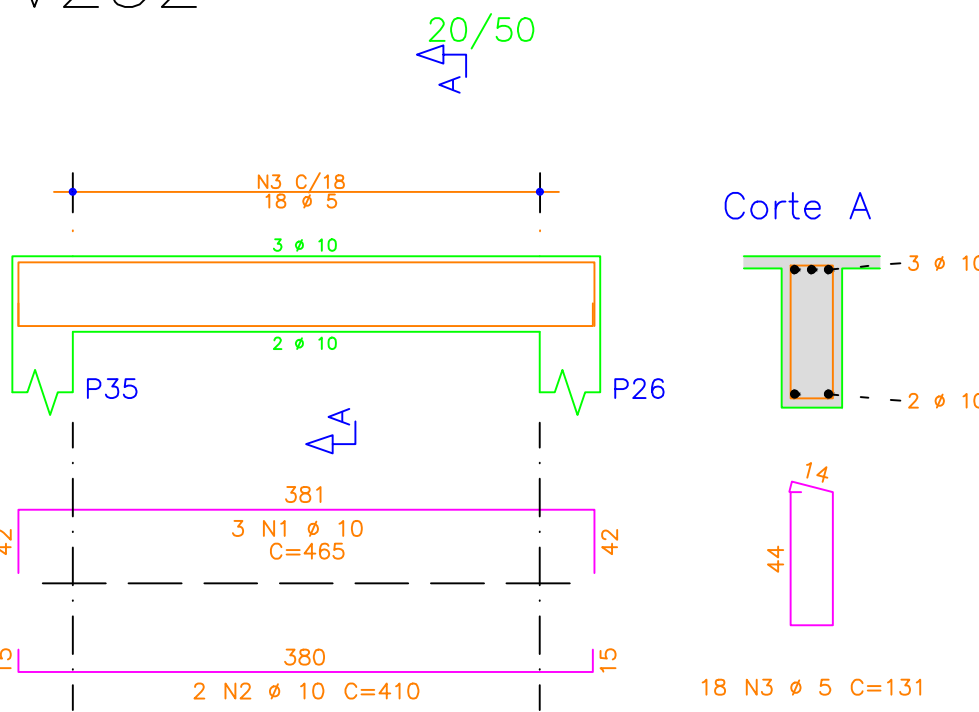 20/50
A
N3 C/18
18 ø 5
Corte A
3 ø 10
3 ø 10
2 ø 10
P35
P26
2 ø 10
A
14
381
42
3 N1 ø 10
42
C=465
44
15
380
15
2 N2 ø 10 C=410
18 N3 ø 5 C=131